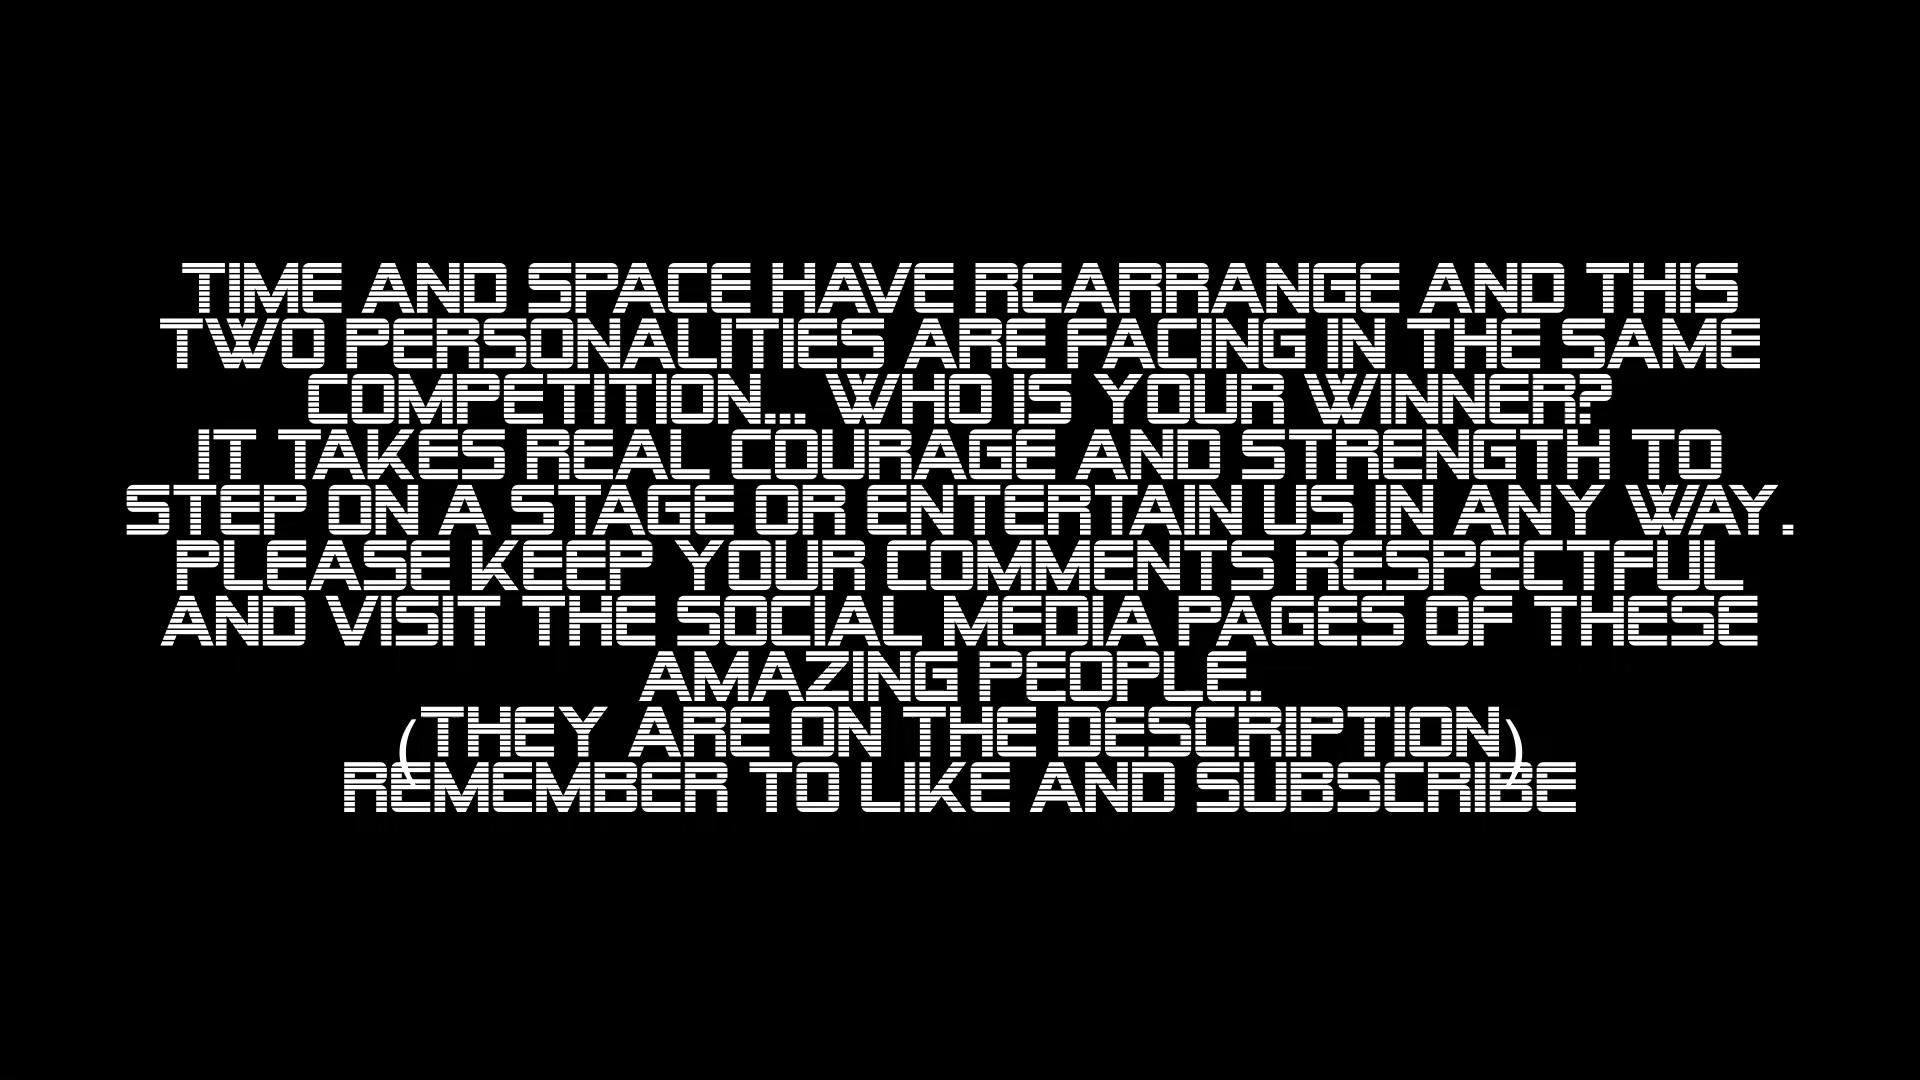 TIME AND SPACE HAVE REARRANGE AND THIS
TWO PERSONALITIES ARE FACING IN THE SAME
COMPETITION... WHO IS YOUR WINNER?
IT TAKES REAL COURAGE AND STRENGTH TO
STEP ON A STAGE OR ENTERTAIN US IN ANY WAY.
PLEASE KEEP YOUR COMMENTS RESPECTFUL
AND VISIT THE SOCIAL MEDIA PAGES OF THESE
AMAZING PEOPLE.
(THEY ARE ON THE DESCRIPTION)
REMEMBER TO LIKE AND SUBSCRIBE